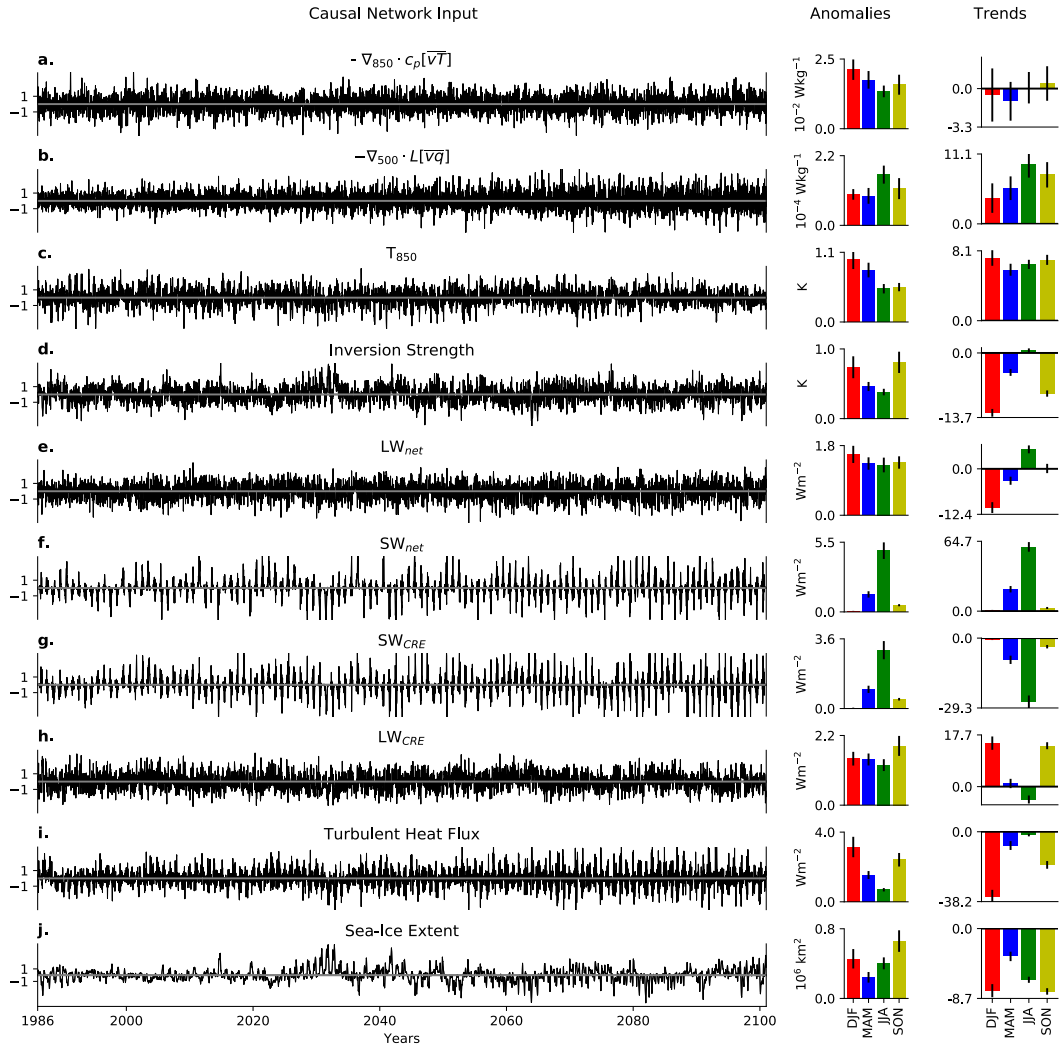 Causal Network Input
Anomalies
Trends
a.
- ∇850 · cp[vT]
1
−1
10−2 Wkg−1
2.5
0.0
0.0
-3.3
b.
−∇500 · L[vq]
1
−1
10−4 Wkg−1
2.2
0.0
11.1
0.0
c.
T850
1
−1
K
1.1
0.0
8.1
0.0
d.
Inversion Strength
1
−1
K
1.0
0.0
0.0
-13.7
e.
LWnet
1
−1
Wm−2
1.8
0.0
0.0
-12.4
f.
SWnet
1
−1
Wm−2
5.5
0.0
64.7
0.0
g.
SWCRE
1
−1
Wm−2
3.6
0.0
0.0
-29.3
h.
LWCRE
1
−1
Wm−2
2.2
0.0
17.7
0.0
i.
Turbulent Heat Flux
1
−1
Wm−2
4.0
0.0
0.0
-38.2
j.
Sea-Ice Extent
1
−1
10⁶ km²
0.8
0.0
0.0
-8.7
1986 2000 2020 2040 2060 2080 2100
Years
DJF MAM JJA SON
DJF MAM JJA SON